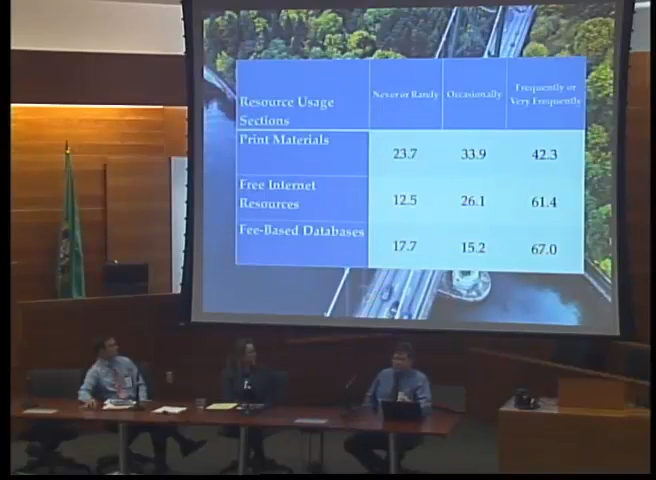 Resource Usage Sections Never or Rarely Occasionally Frequently or Very Frequently
Print Materials 23.7 33.9 42.3
Free Internet Resources 12.5 26.1 61.4
Fee-Based Databases 17.7 15.2 67.0